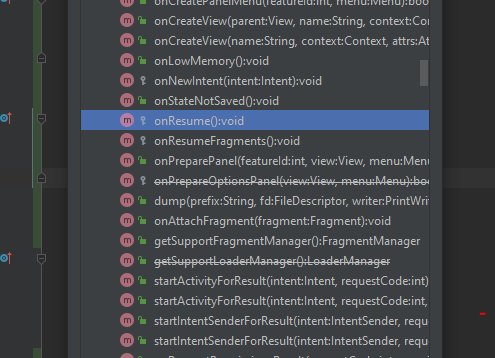 onCreatePanelMenu(featureId:int, menu:Menu):boo
onCreateView(parent:View, name:String, context:Con
onCreateView(name:String, context:Context, attrs:At
onLowMemory():void
onNewIntent(intent:Intent):void
onStateNotSaved():void
onResume():void
onResumeFragments():void
onPreparePanel(featureId:int, view:View, menu:Menu
onPrepareOptionsPanel(view:View, menu:Menu):boo
dump(prefix:String, fd:FileDescriptor, writer:PrintWrit
onAttachFragment(fragment:Fragment):void
getSupportFragmentManager():FragmentManager
getSupportLoaderManager():LoaderManager
startActivityForResult(intent:Intent, requestCode:int)
startActivityForResult(intent:Intent, requestCode:int,
startIntentSenderForResult(intent:IntentSender, requ
startIntentSenderForResult(intent:IntentSender, requ